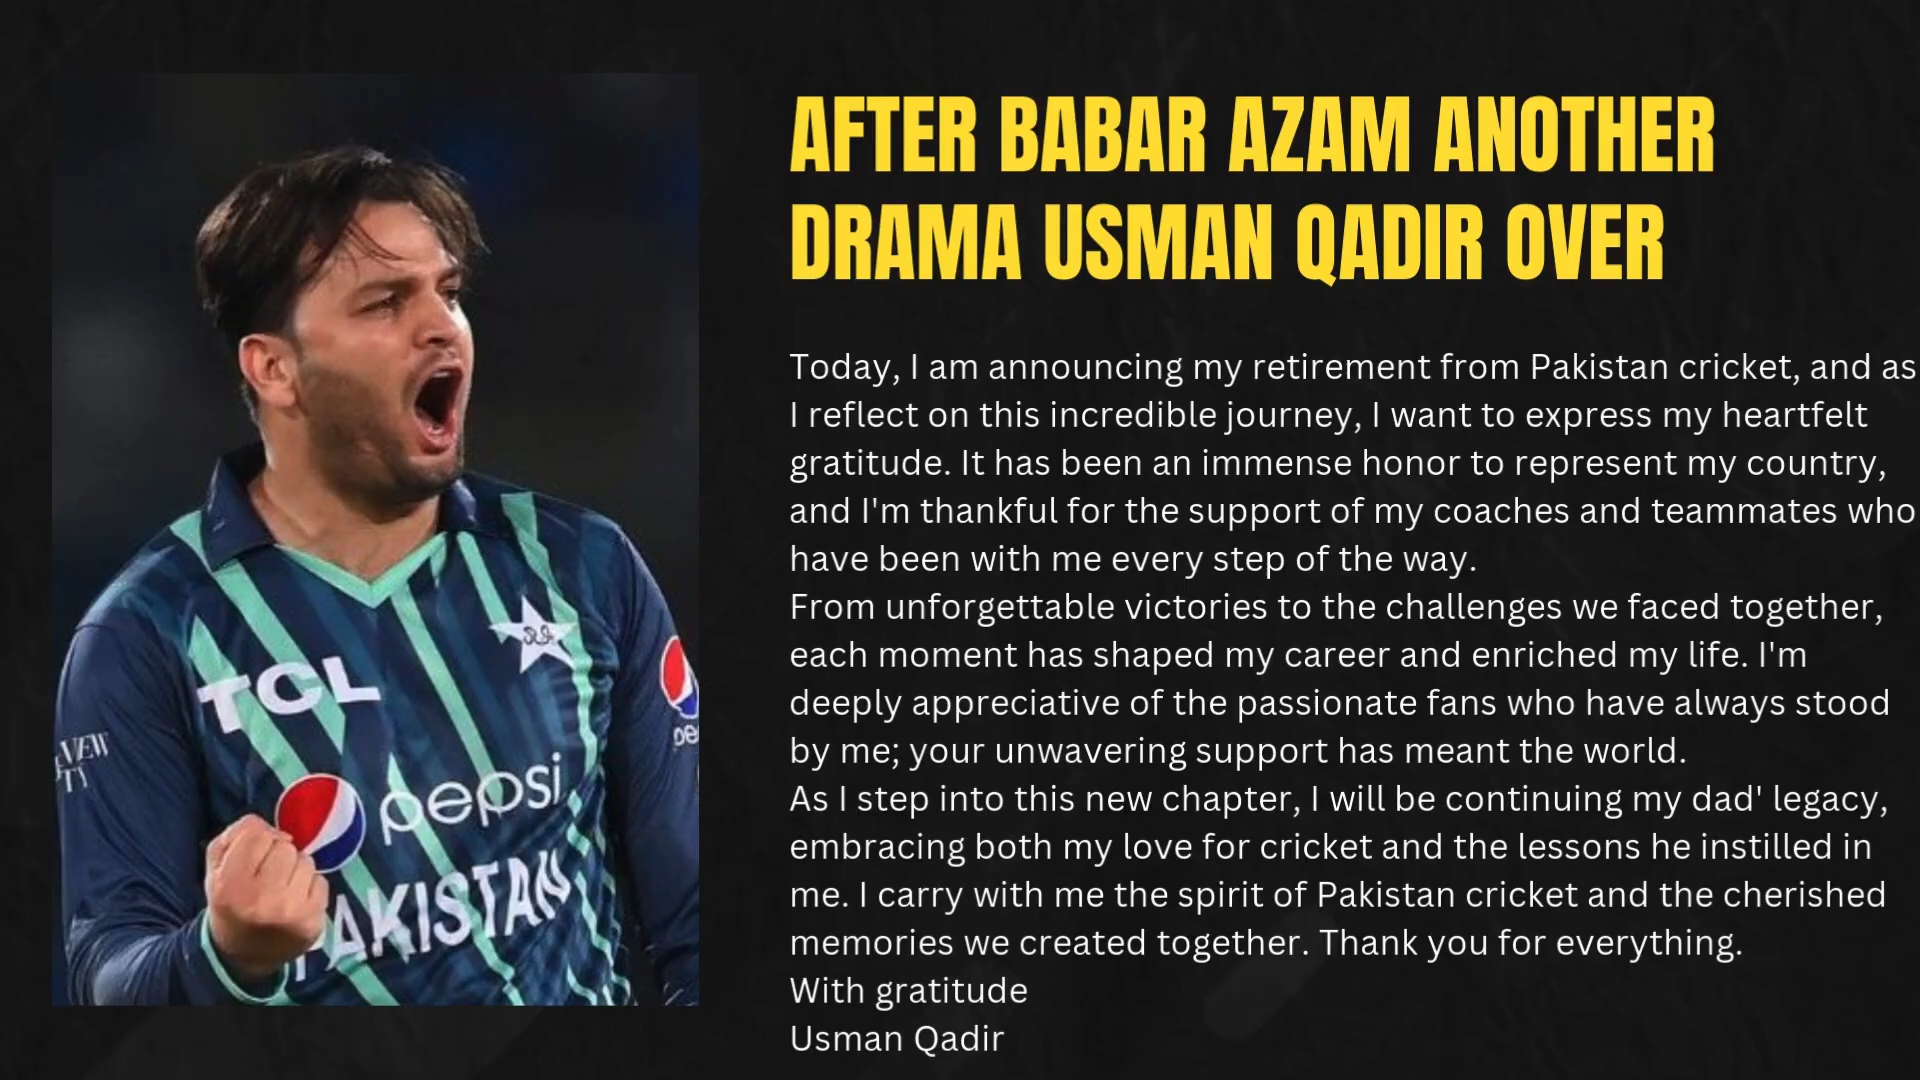 AFTER BABAR AZAM ANOTHER
DRAMA USMAN QADIR OVER
Today, I am announcing my retirement from Pakistan cricket, and as
I reflect on this incredible journey, I want to express my heartfelt
gratitude. It has been an immense honor to represent my country,
and I'm thankful for the support of my coaches and teammates who
have been with me every step of the way.
From unforgettable victories to the challenges we faced together,
each moment has shaped my career and enriched my life. I'm
deeply appreciative of the passionate fans who have always stood
by me; your unwavering support has meant the world.
As I step into this new chapter, I will be continuing my dad' legacy,
embracing both my love for cricket and the lessons he instilled in
me. I carry with me the spirit of Pakistan cricket and the cherished
memories we created together. Thank you for everything.
With gratitude
Usman Qadir
TCL
pepsi
PAKISTAN
VIEW
TY
pe